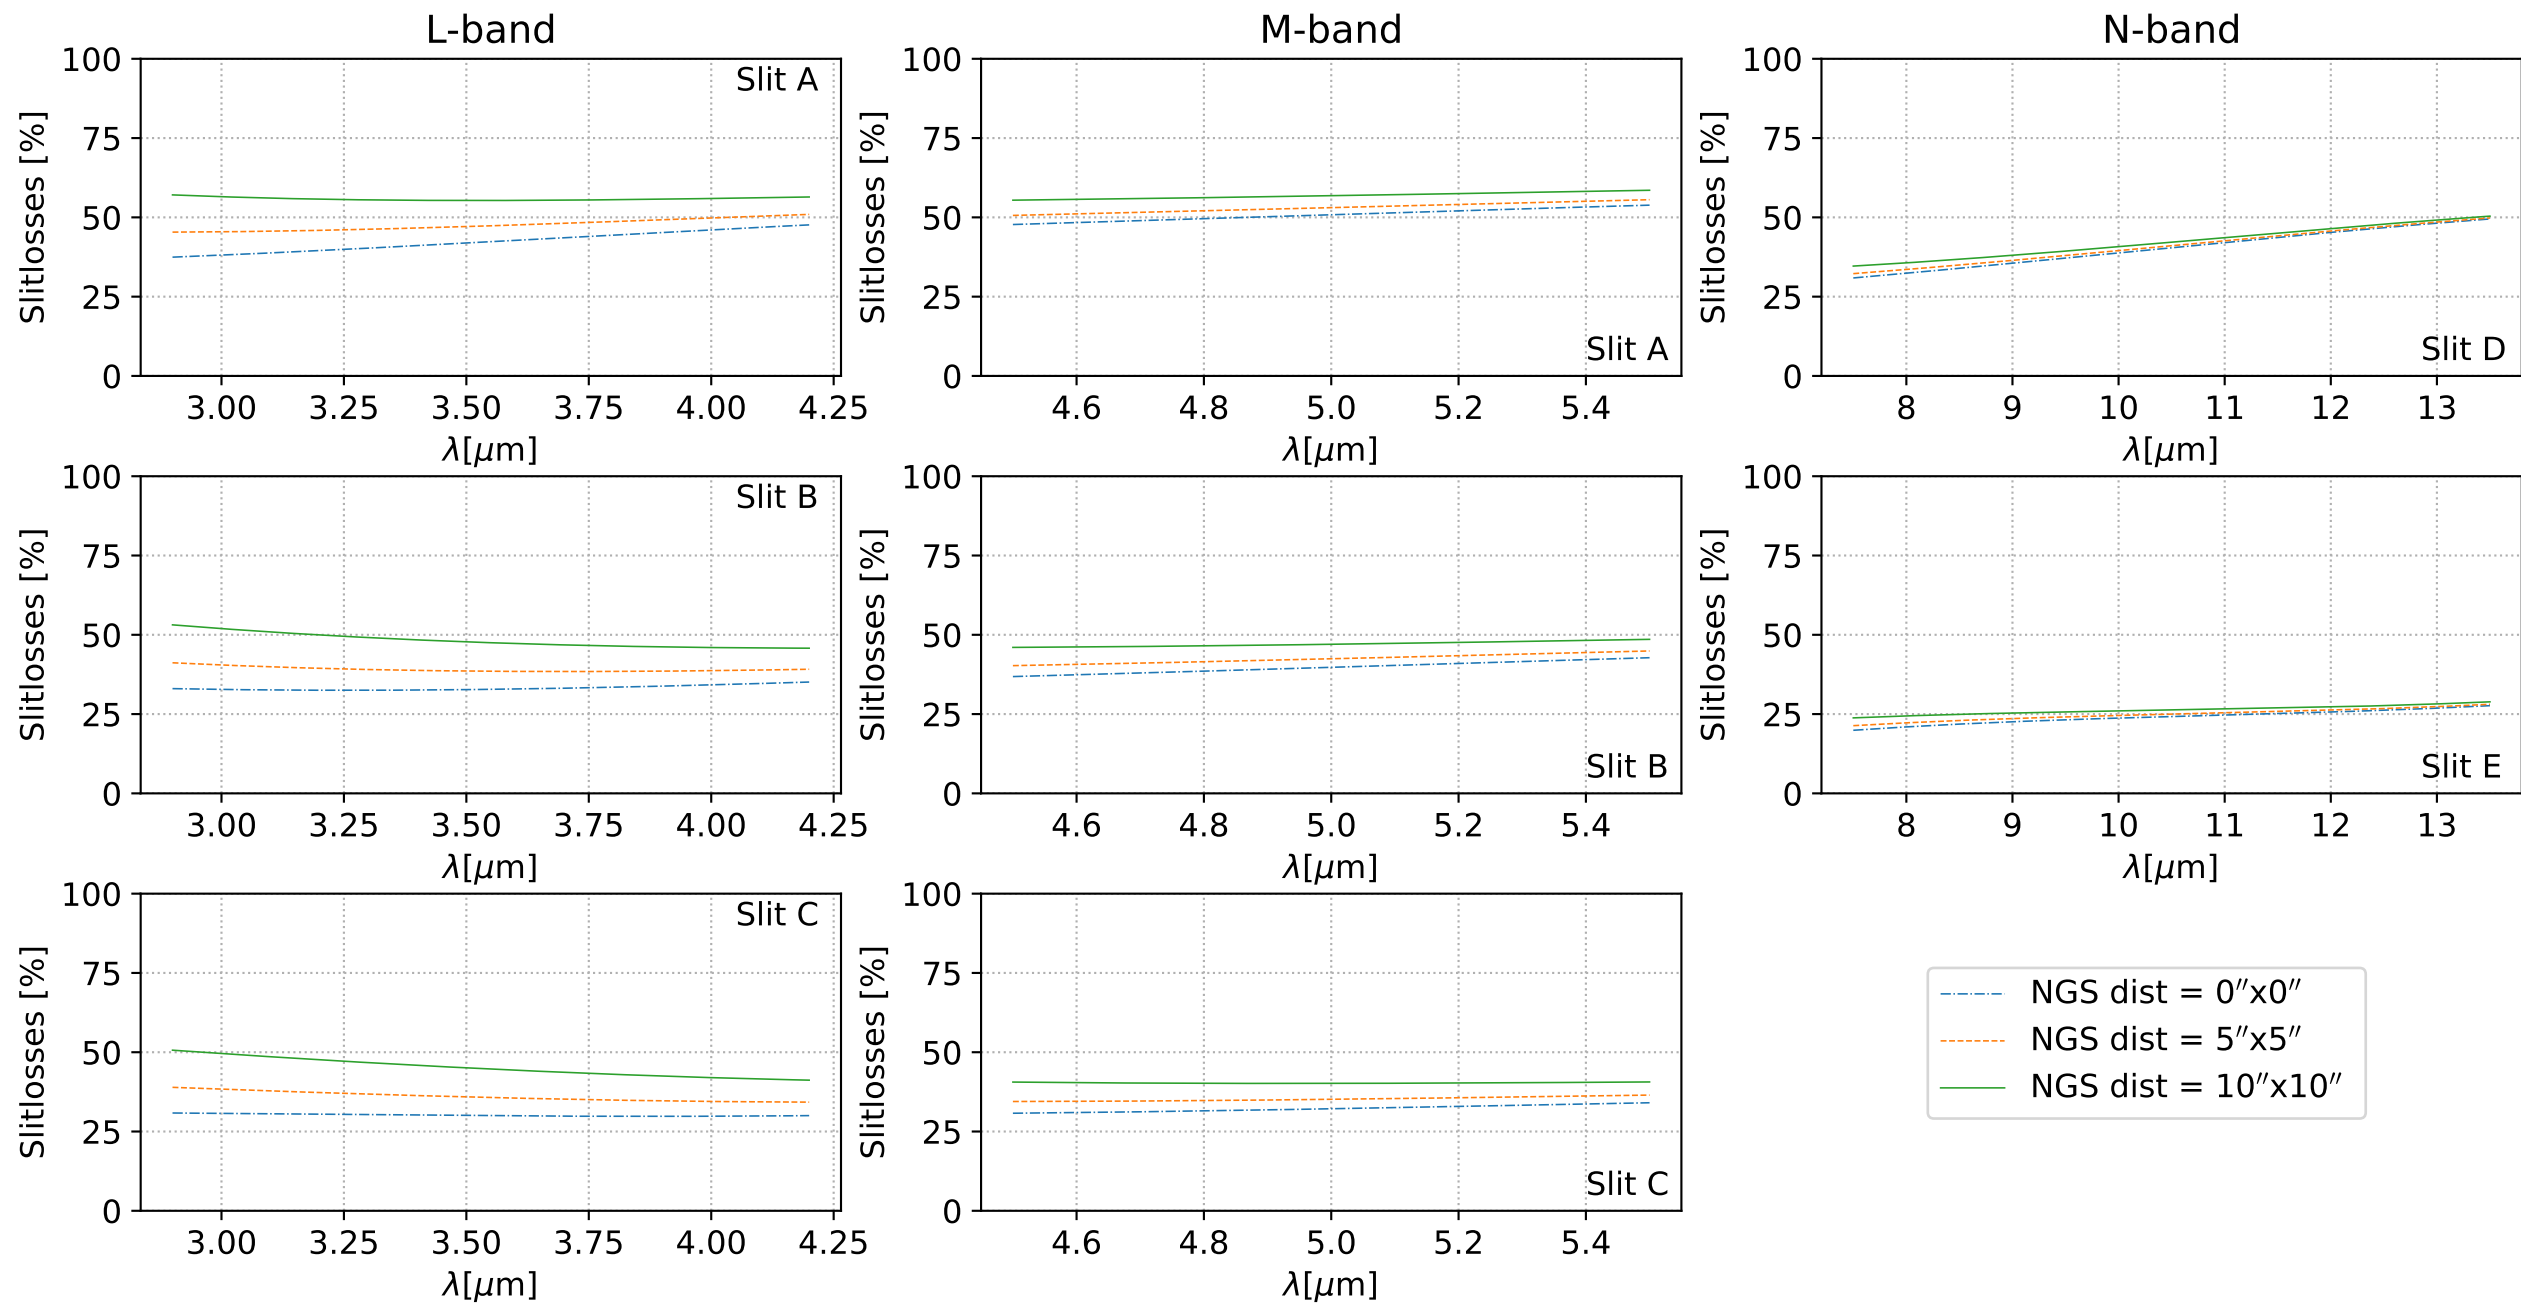 L-band
M-band
N-band
Slitlosses [%]
100
75
50
25
0
Slit A
3.00 3.25 3.50 3.75 4.00 4.25
λ[μm]
Slitlosses [%]
100
75
50
25
0
Slit A
4.6 4.8 5.0 5.2 5.4
λ[μm]
Slitlosses [%]
100
75
50
25
0
Slit D
8 9 10 11 12 13
λ[μm]
Slitlosses [%]
100
75
50
25
0
Slit B
3.00 3.25 3.50 3.75 4.00 4.25
λ[μm]
Slitlosses [%]
100
75
50
25
0
Slit B
4.6 4.8 5.0 5.2 5.4
λ[μm]
Slitlosses [%]
100
75
50
25
0
Slit E
8 9 10 11 12 13
λ[μm]
Slitlosses [%]
100
75
50
25
0
Slit C
3.00 3.25 3.50 3.75 4.00 4.25
λ[μm]
Slitlosses [%]
100
75
50
25
0
Slit C
4.6 4.8 5.0 5.2 5.4
λ[μm]
NGS dist = 0″x0″
NGS dist = 5″x5″
NGS dist = 10″x10″